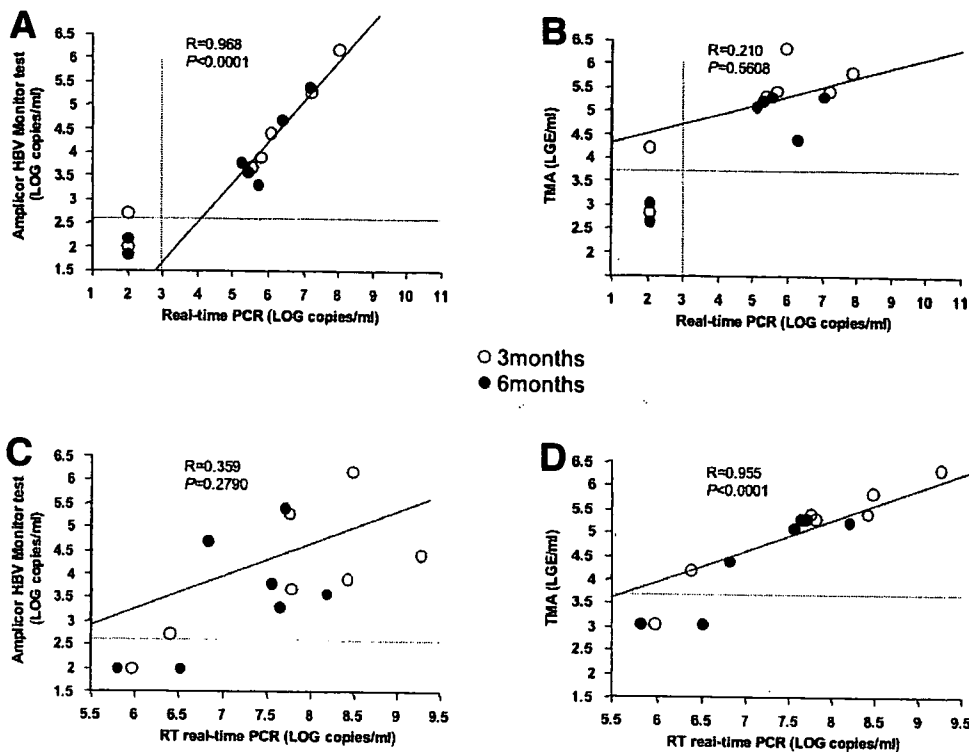 A
Amplicor HBV Monitor test
(LOG copies/ml)
6.5
6
5.5
5
4.5
4
3.5
3
2.5
2
1.5
R=0.968
P<0.0001
1 2 3 4 5 6 7 8 9 10 11
Real-time PCR (LOG copies/ml)
B
TMA (LGE/ml)
6.5
6
5.5
5
4.5
4
3.5
3
2.5
2
R=0.210
P=0.5608
1 2 3 4 5 6 7 8 9 10 11
Real-time PCR (LOG copies/ml)
3months
6months
C
Amplicor HBV Monitor test
(LOG copies/ml)
6.5
6
5.5
5
4.5
4
3.5
3
2.5
2
1.5
R=0.359
P=0.2790
5.5 6 6.5 7 7.5 8 8.5 9 9.5
RT real-time PCR (LOG copies/ml)
D
TMA (LGE/ml)
6.5
6
5.5
5
4.5
4
3.5
3
2.5
2
1.5
R=0.955
P<0.0001
5.5 6 6.5 7 7.5 8 8.5 9 9.5
RT real-time PCR (LOG copies/ml)